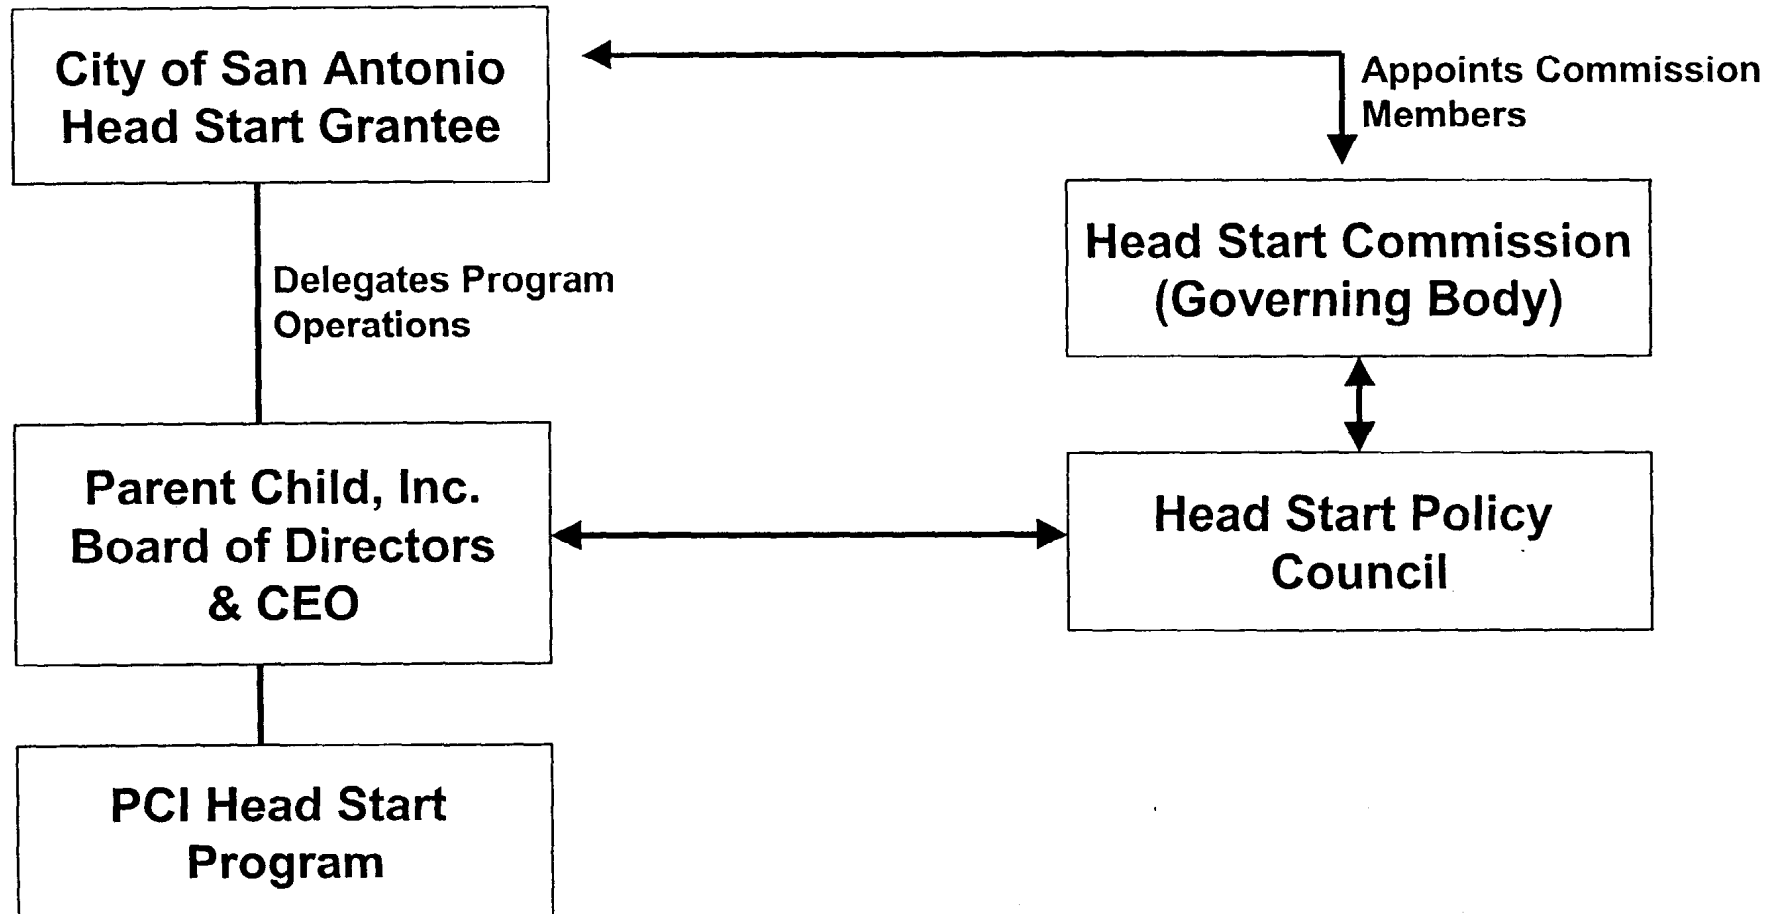 City of San Antonio
Head Start Grantee
Appoints Commission
Members
Head Start Commission
(Governing Body)
Delegates Program
Operations
Parent Child, Inc.
Board of Directors
& CEO
Head Start Policy
Council
PCI Head Start
Program